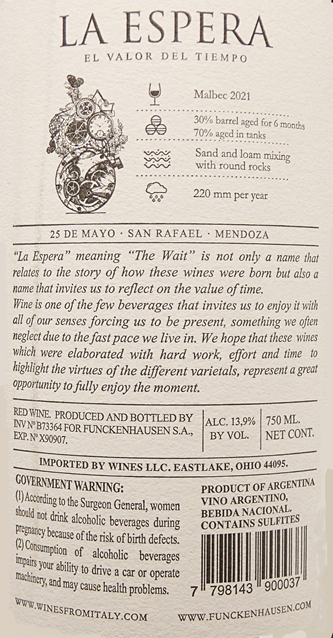 LA ESPERA
EL VALOR DEL TIEMPO
Malbec 2021
30% barrel aged for 6 months
70% aged in tanks
Sand and loam mixing
with round rocks
220 mm per year
25 DE MAYO · SAN RAFAEL · MENDOZA
"La Espera" meaning "The Wait" is not only a name that
relates to the story of how these wines were born but also a
name that invites us to reflect on the value of time.
Wine is one of the few beverages that invites us to enjoy it with
all of our senses forcing us to be present, something we often
neglect due to the fast pace we live in. We hope that these wines
which were elaborated with hard work, effort and time to
highlight the virtues of the different varietals, represent a great
opportunity to fully enjoy the moment.
RED WINE. PRODUCED AND BOTTLED BY
INV Nº B73364 FOR FUNCKENHAUSEN S.A.,
EXP. Nº X90907.
ALC. 13,9%
BY VOL.
750 ML.
NET CONT.
IMPORTED BY WINES LLC. EASTLAKE, OHIO 44095.
GOVERNMENT WARNING:
(1) According to the Surgeon General, women
should not drink alcoholic beverages during
pregnancy because of the risk of birth defects.
(2) Consumption of alcoholic beverages
impairs your ability to drive a car or operate
machinery, and may cause health problems.
WWW.WINESFROMITALY.COM
PRODUCT OF ARGENTINA
VINO ARGENTINO,
BEBIDA NACIONAL.
CONTAINS SULFITES
7 798143 900037
WWW.FUNCKENHAUSEN.COM